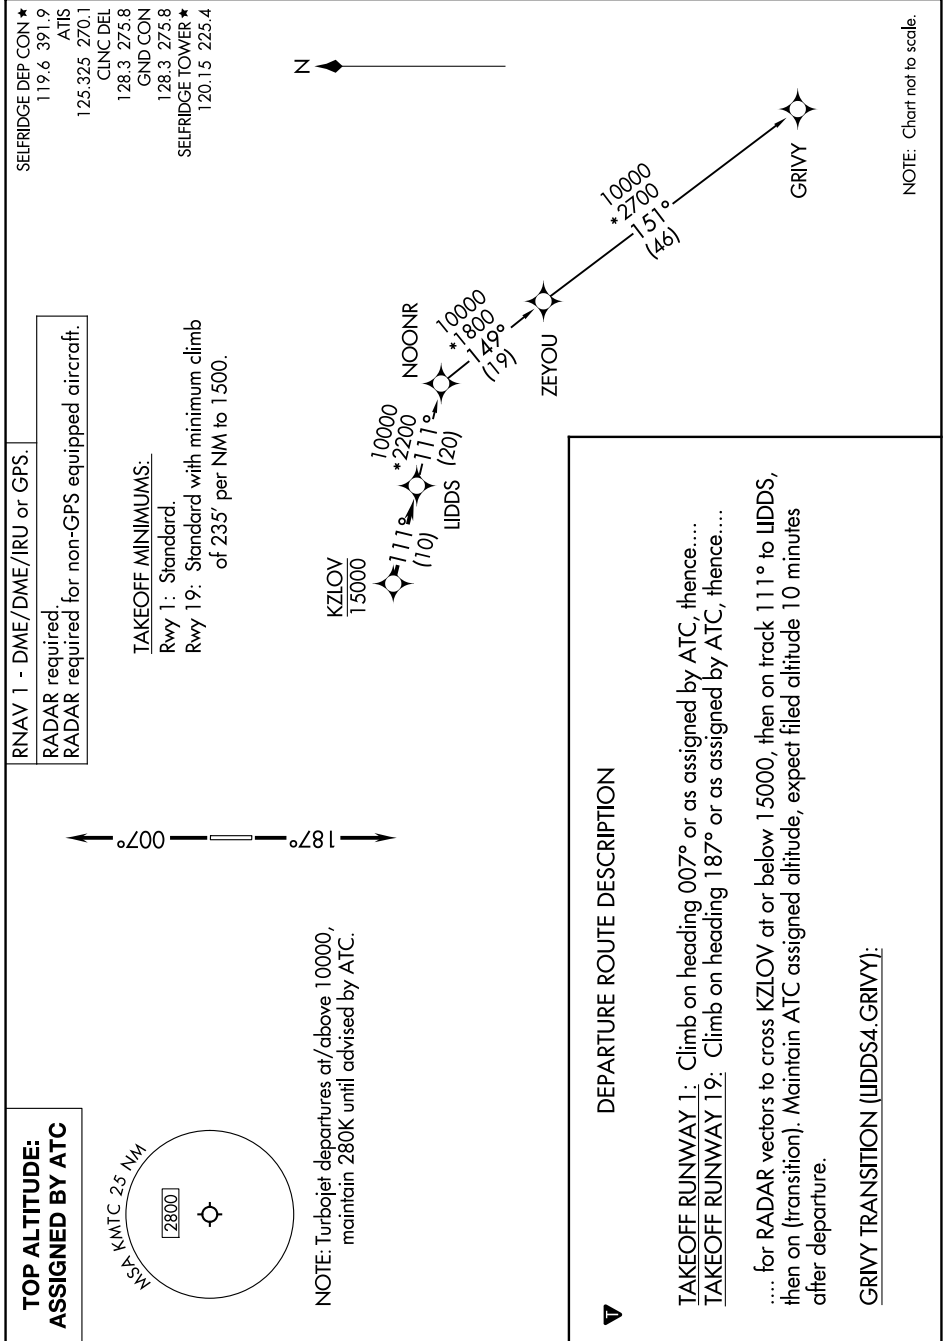 TOP ALTITUDE:
ASSIGNED BY ATC
RNAV 1 - DME/DME/IRU or GPS.
RADAR required.
RADAR required for non-GPS equipped aircraft.
SELFRIDGE DEP CON ★
119.6 391.9
ATIS
125.325 270.1
CLNC DEL
128.3 275.8
GND CON
128.3 275.8
SELFRIDGE TOWER ★
120.15 225.4
MSA KMTC 25 NM
2800
007°
187°
TAKEOFF MINIMUMS:
Rwy 1: Standard.
Rwy 19: Standard with minimum climb
of 235' per NM to 1500.
N
NOTE: Turbojet departures at/above 10000,
maintain 280K until advised by ATC.
KZLOV
15000
111°
(10)
LIDDS
10000
*2200
111°
(20)
NOONR
10000
*1800
149°
(19)
ZEYOU
10000
*2700
151°
(46)
GRIVY
NOTE: Chart not to scale.
T
DEPARTURE ROUTE DESCRIPTION
TAKEOFF RUNWAY 1: Climb on heading 007° or as assigned by ATC, thence....
TAKEOFF RUNWAY 19: Climb on heading 187° or as assigned by ATC, thence....
.... for RADAR vectors to cross KZLOV at or below 15000, then on track 111° to LIDDS,
then on (transition). Maintain ATC assigned altitude, expect filed altitude 10 minutes
after departure.
GRIVY TRANSITION (LIDDS4.GRIVY):